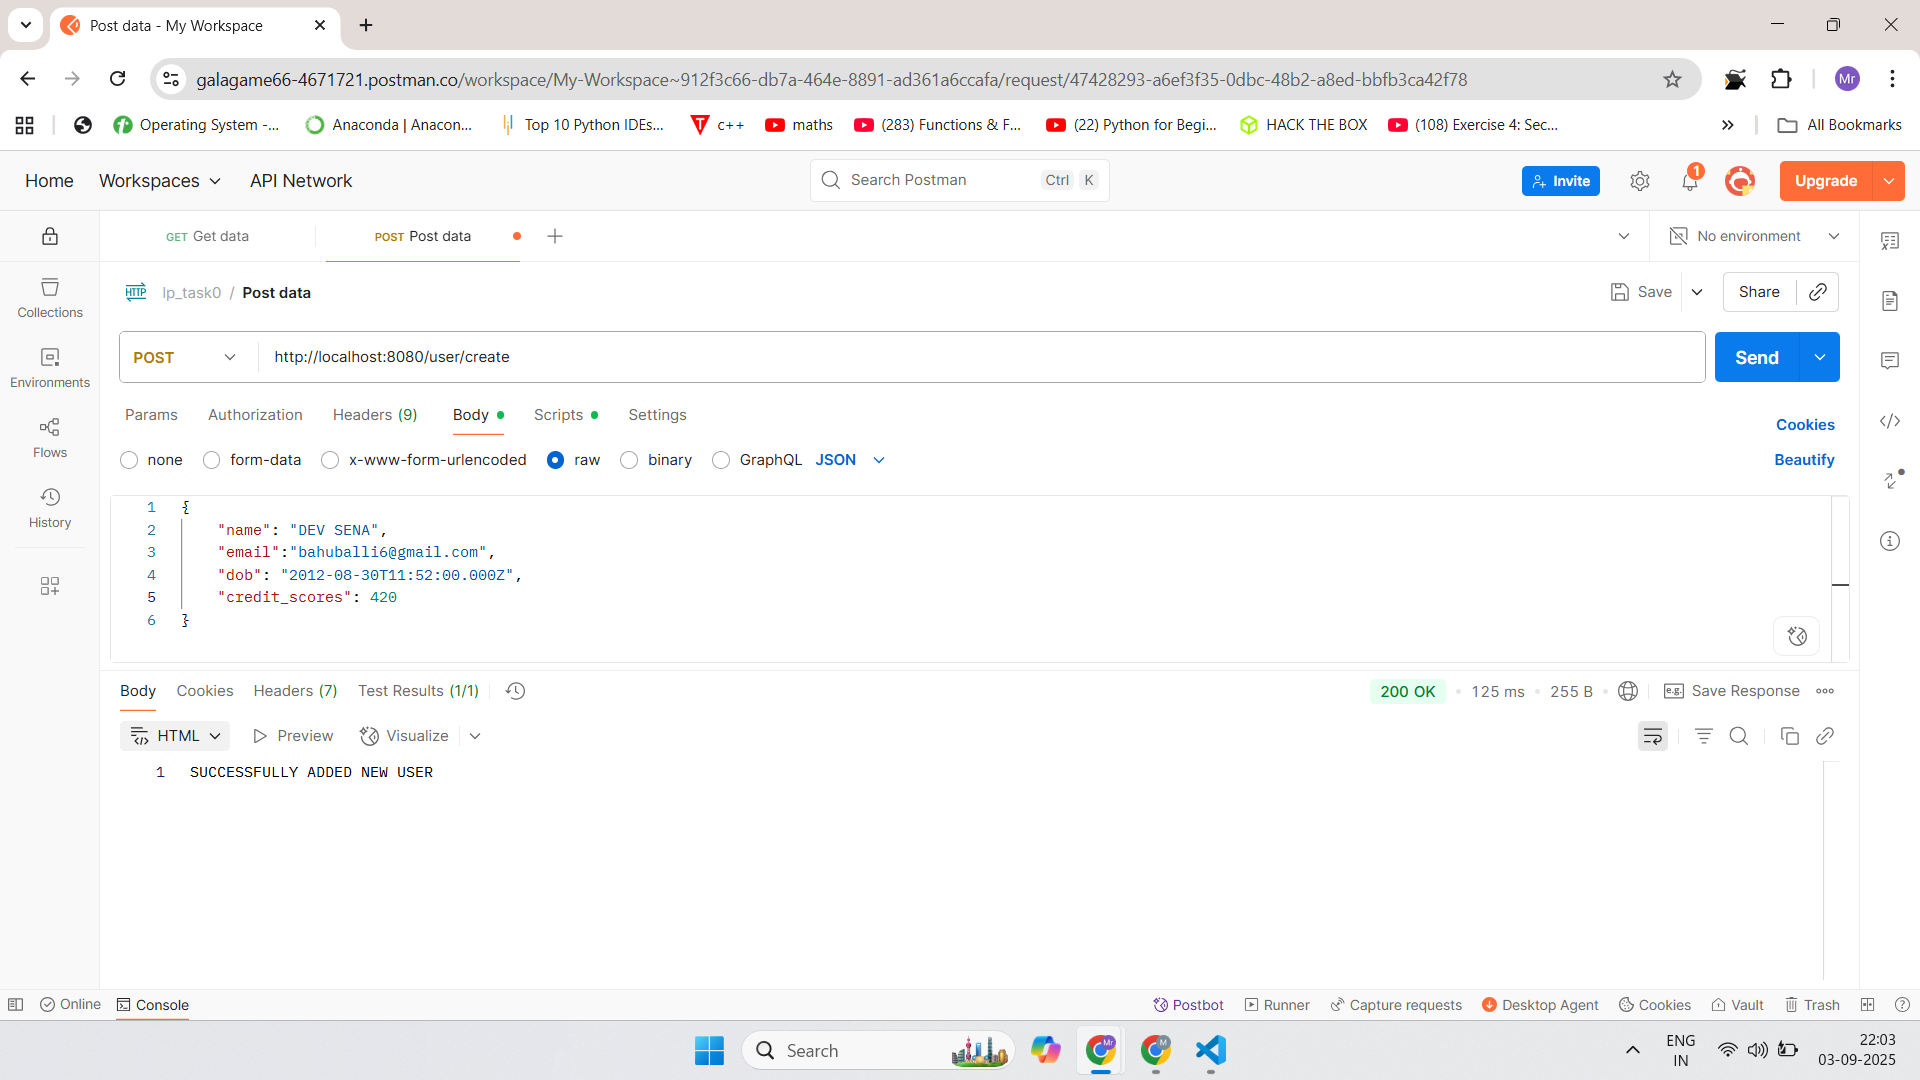 Post data - My Workspace
galagame66-4671721.postman.co/workspace/My-Workspace~912f3c66-db7a-464e-8891-ad361a6ccafa/request/47428293-a6ef3f35-0dbc-48b2-a8ed-bbfb3ca42f78
Mr
Operating System -...
Anaconda | Anacon...
Top 10 Python IDEs...
c++
maths
(283) Functions & F...
(22) Python for Begi...
HACK THE BOX
(108) Exercise 4: Sec...
All Bookmarks
Home Workspaces API Network
Search Postman Ctrl K
Invite
1
Upgrade
GET Get data
POST Post data
No environment
HTTP lp_task0 / Post data
Save
Share
Collections
Environments
Flows
History
POST http://localhost:8080/user/create
Send
Params Authorization Headers (9) Body Scripts Settings
Cookies
none form-data x-www-form-urlencoded raw binary GraphQL JSON
Beautify
1 {
2 "name": "DEV SENA",
3 "email":"bahuballi6@gmail.com",
4 "dob": "2012-08-30T11:52:00.000Z",
5 "credit_scores": 420
6 }
Body Cookies Headers (7) Test Results (1/1)
200 OK 125 ms 255 B
e.g. Save Response
HTML Preview Visualize
1 SUCCESSFULLY ADDED NEW USER
Online Console
Postbot Runner Capture requests Desktop Agent Cookies Vault Trash
Search
Mr
M
ENG
IN
22:03
03-09-2025